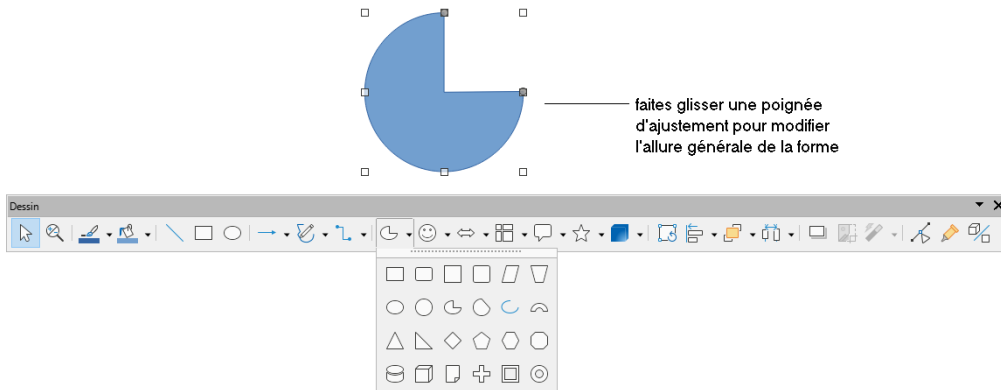 faites glisser une poignée
d'ajustement pour modifier
l'allure générale de la forme
Dessin